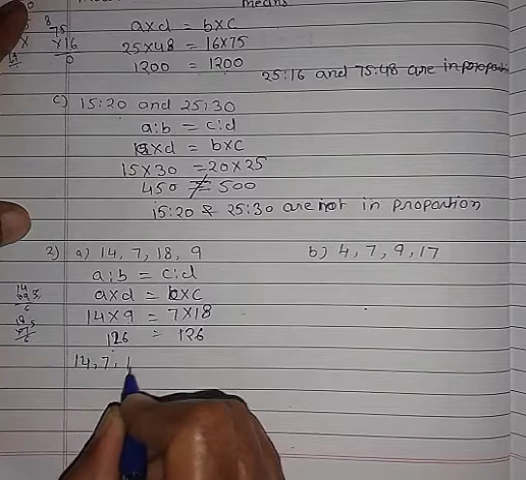 means
a×d = b×c
25×48 = 16×75
1200 = 1200
25:16 and 75:48 are in proportion
c) 15:20 and 25:30
a:b = c:d
a×d = b×c
15×30 = 20×25
450 ≠ 500
15:20 & 25:30 are not in proportion
2) a) 14, 7, 18, 9
b) 4, 7, 9, 17
a:b = c:d
a×d = b×c
14×9 = 7×18
126 = 126
14, 7, 1